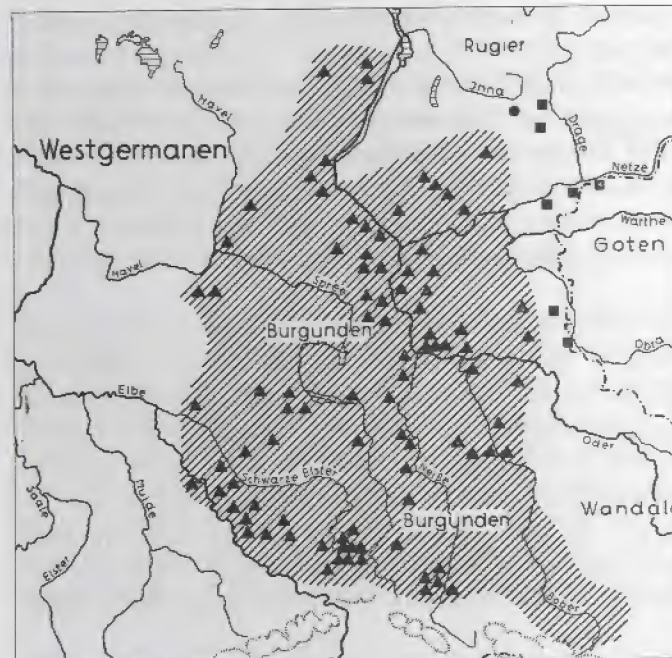 Rugier
Jhna
Havel
Drage
Westgermanen
Netze
Warthe
Goten
Havel
Spree
Burgunden
Obra
Elbe
Oder
Schwarze Elster
Neiße
Saale
Mulde
Wandale
Burgunden
Elster
Bober